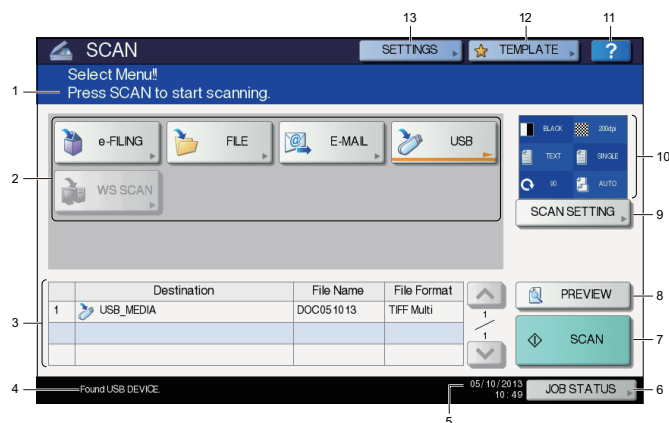 13 12 11
SCAN SETTINGS TEMPLATE ?
Select Menu!!
1 Press SCAN to start scanning.
e-FILING FILE E-MAIL USB
BLACK 200dpi
TEXT SINGLE 10
2
90 AUTO
WS SCAN
SCAN SETTING 9
Destination File Name File Format
PREVIEW 8
1 USB_MEDIA DOC051013 TIFF Multi
1
3
1
SCAN 7
4 Found USB DEVICE. 05/10/2013
10:49 JOB STATUS 6
5